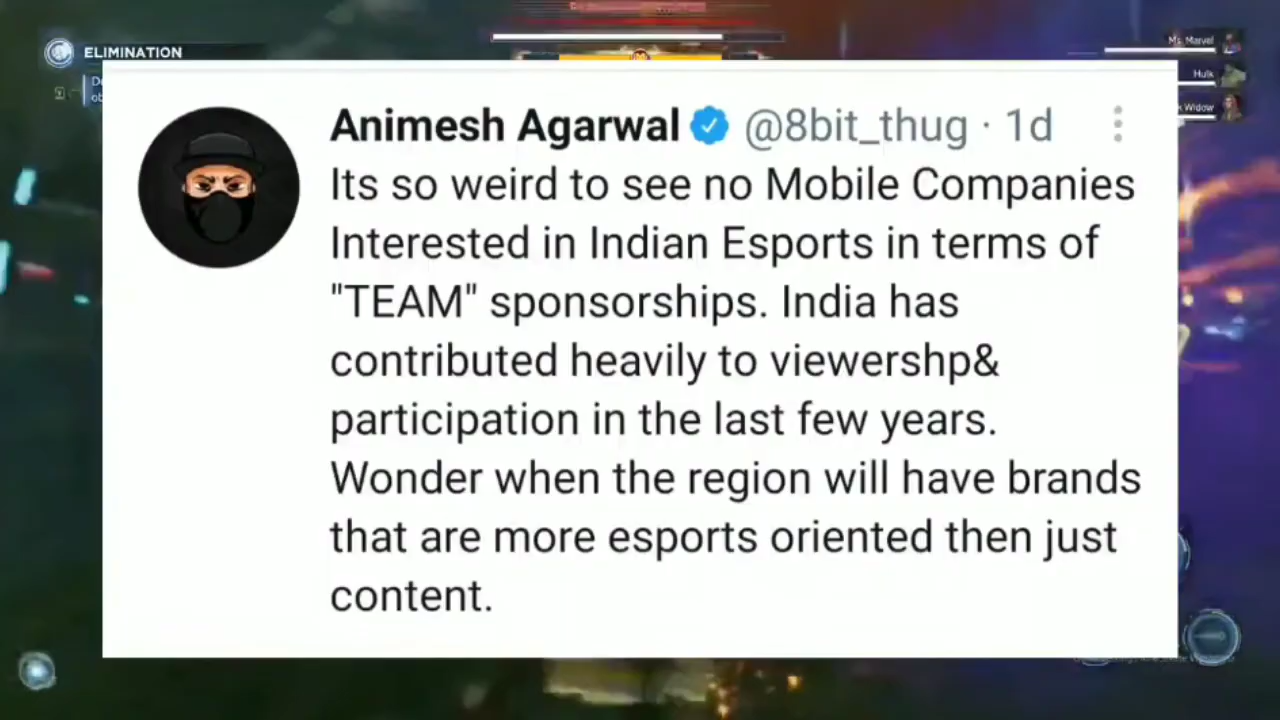 ELIMINATION
Ms. Marvel
Hulk
Widow
Animesh Agarwal @8bit_thug · 1d
Its so weird to see no Mobile Companies
Interested in Indian Esports in terms of
"TEAM" sponsorships. India has
contributed heavily to viewershp&
participation in the last few years.
Wonder when the region will have brands
that are more esports oriented then just
content.